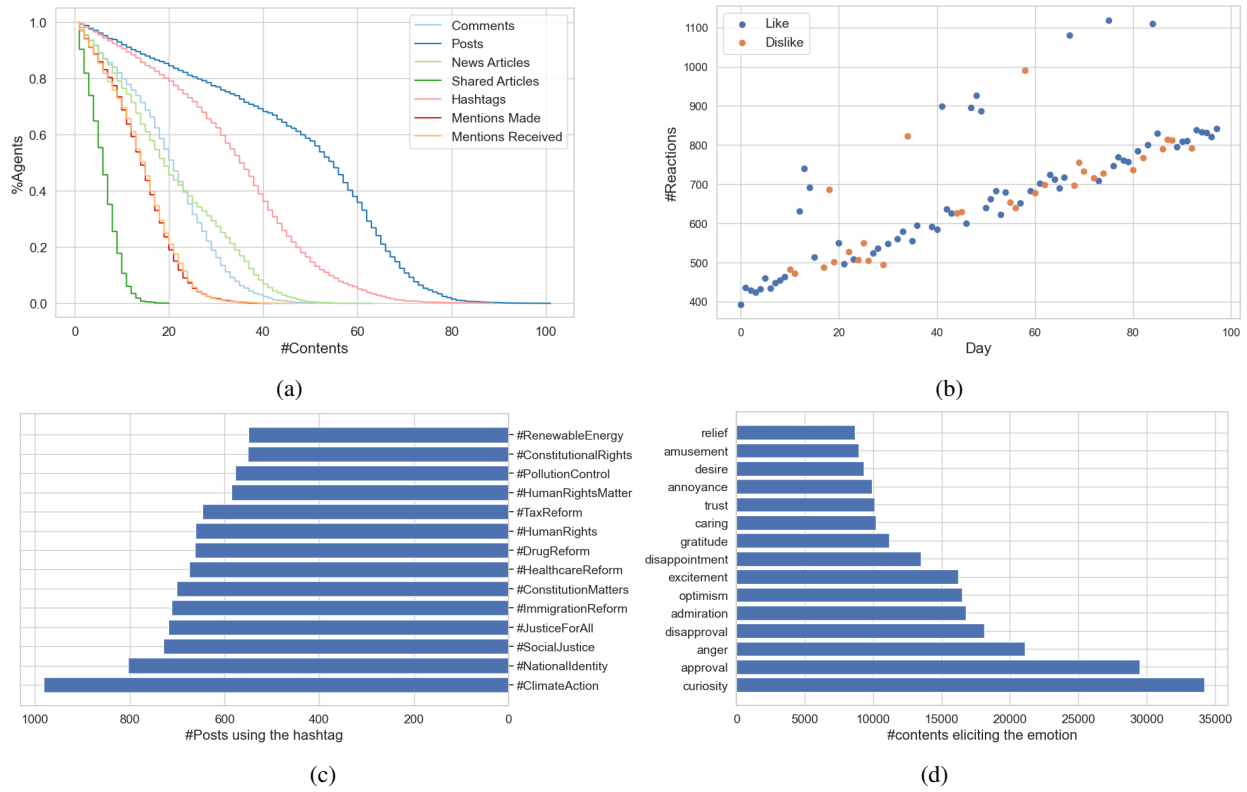 %Agents
1.0
0.8
0.6
0.4
0.2
0.0
0 20 40 60 80 100
#Contents
Comments
Posts
News Articles
Shared Articles
Hashtags
Mentions Made
Mentions Received
(a)
#Reactions
1100
1000
900
800
700
600
500
400
0 20 40 60 80 100
Day
Like
Dislike
(b)
#RenewableEnergy
#ConstitutionalRights
#PollutionControl
#HumanRightsMatter
#TaxReform
#HumanRights
#DrugReform
#HealthcareReform
#ConstitutionMatters
#ImmigrationReform
#JusticeForAll
#SocialJustice
#NationalIdentity
#ClimateAction
1000 800 600 400 200 0
#Posts using the hashtag
(c)
relief
amusement
desire
annoyance
trust
caring
gratitude
disappointment
excitement
optimism
admiration
disapproval
anger
approval
curiosity
0 5000 10000 15000 20000 25000 30000 35000
#contents eliciting the emotion
(d)